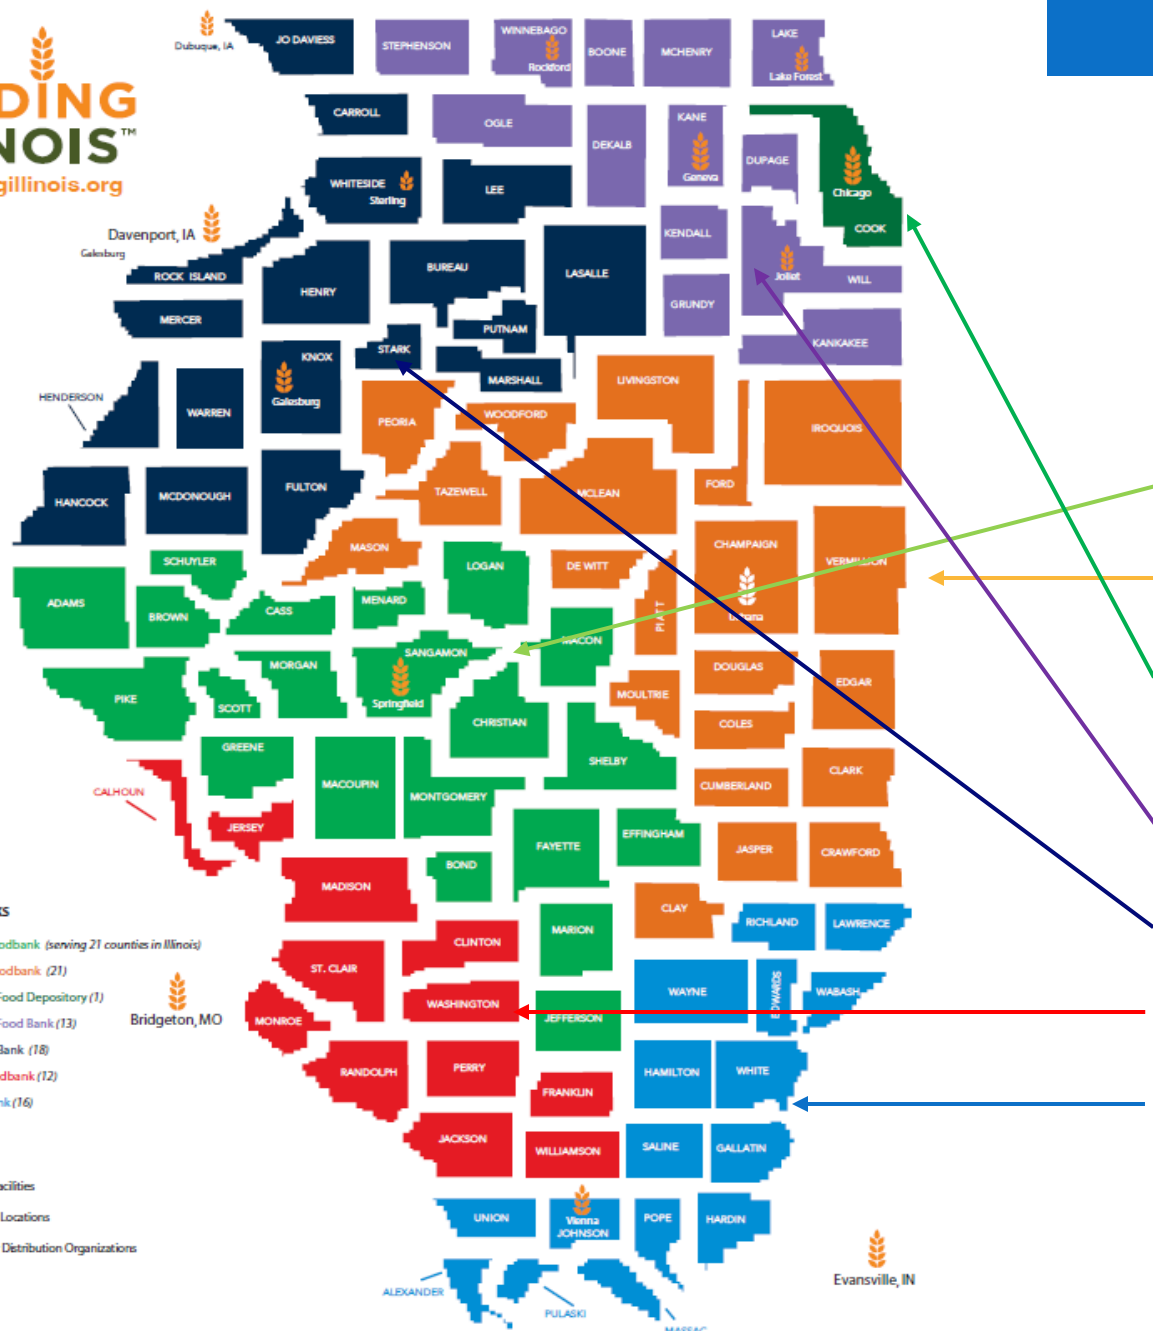 DING
NOIS™
gillinois.org
Dubuque, IA
JO DAVIESS
STEPHENSON
WINNEBAGO
Rockford
BOONE
MCHENRY
LAKE
Lake Forest
CARROLL
OGLE
DEKALB
KANE
Geneva
DUPAGE
Chicago
COOK
WHITESIDE
Sterling
LEE
Davenport, IA
Galesburg
ROCK ISLAND
HENRY
BUREAU
LASALLE
KENDALL
Joliet
WILL
GRUNDY
MERCER
PUTNAM
KANKAKEE
STARK
KNOX
Galesburg
MARSHALL
LIVINGSTON
HENDERSON
WARREN
PEORIA
WOODFORD
IROQUOIS
HANCOCK
MCDONOUGH
FULTON
TAZEWELL
MCLEAN
FORD
MASON
CHAMPAIGN
Urbana
VERMILLION
SCHUYLER
LOGAN
DE WITT
ADAMS
BROWN
CASS
MENARD
PIATT
MACON
SANGAMON
Springfield
MORGAN
DOUGLAS
EDGAR
PIKE
SCOTT
CHRISTIAN
MOULTRIE
COLES
GREENE
MACOUPIN
MONTGOMERY
SHELBY
CUMBERLAND
CLARK
CALHOUN
JERSEY
FAYETTE
EFFINGHAM
JASPER
CRAWFORD
MADISON
BOND
CLAY
RICHLAND
LAWRENCE
KS
odbank (serving 21 counties in Illinois)
odbank (21)
Food Depository (1)
Food Bank (13)
Bank (18)
dbank (12)
nk (16)
Bridgeton, MO
CLINTON
MARION
ST. CLAIR
WASHINGTON
WAYNE
EDWARDS
WABASH
MONROE
JEFFERSON
RANDOLPH
PERRY
FRANKLIN
HAMILTON
WHITE
JACKSON
WILLIAMSON
SALINE
GALLATIN
acilities
Locations
Distribution Organizations
UNION
Vienna
JOHNSON
POPE
HARDIN
ALEXANDER
PULASKI
MASSAC
Evansville, IN